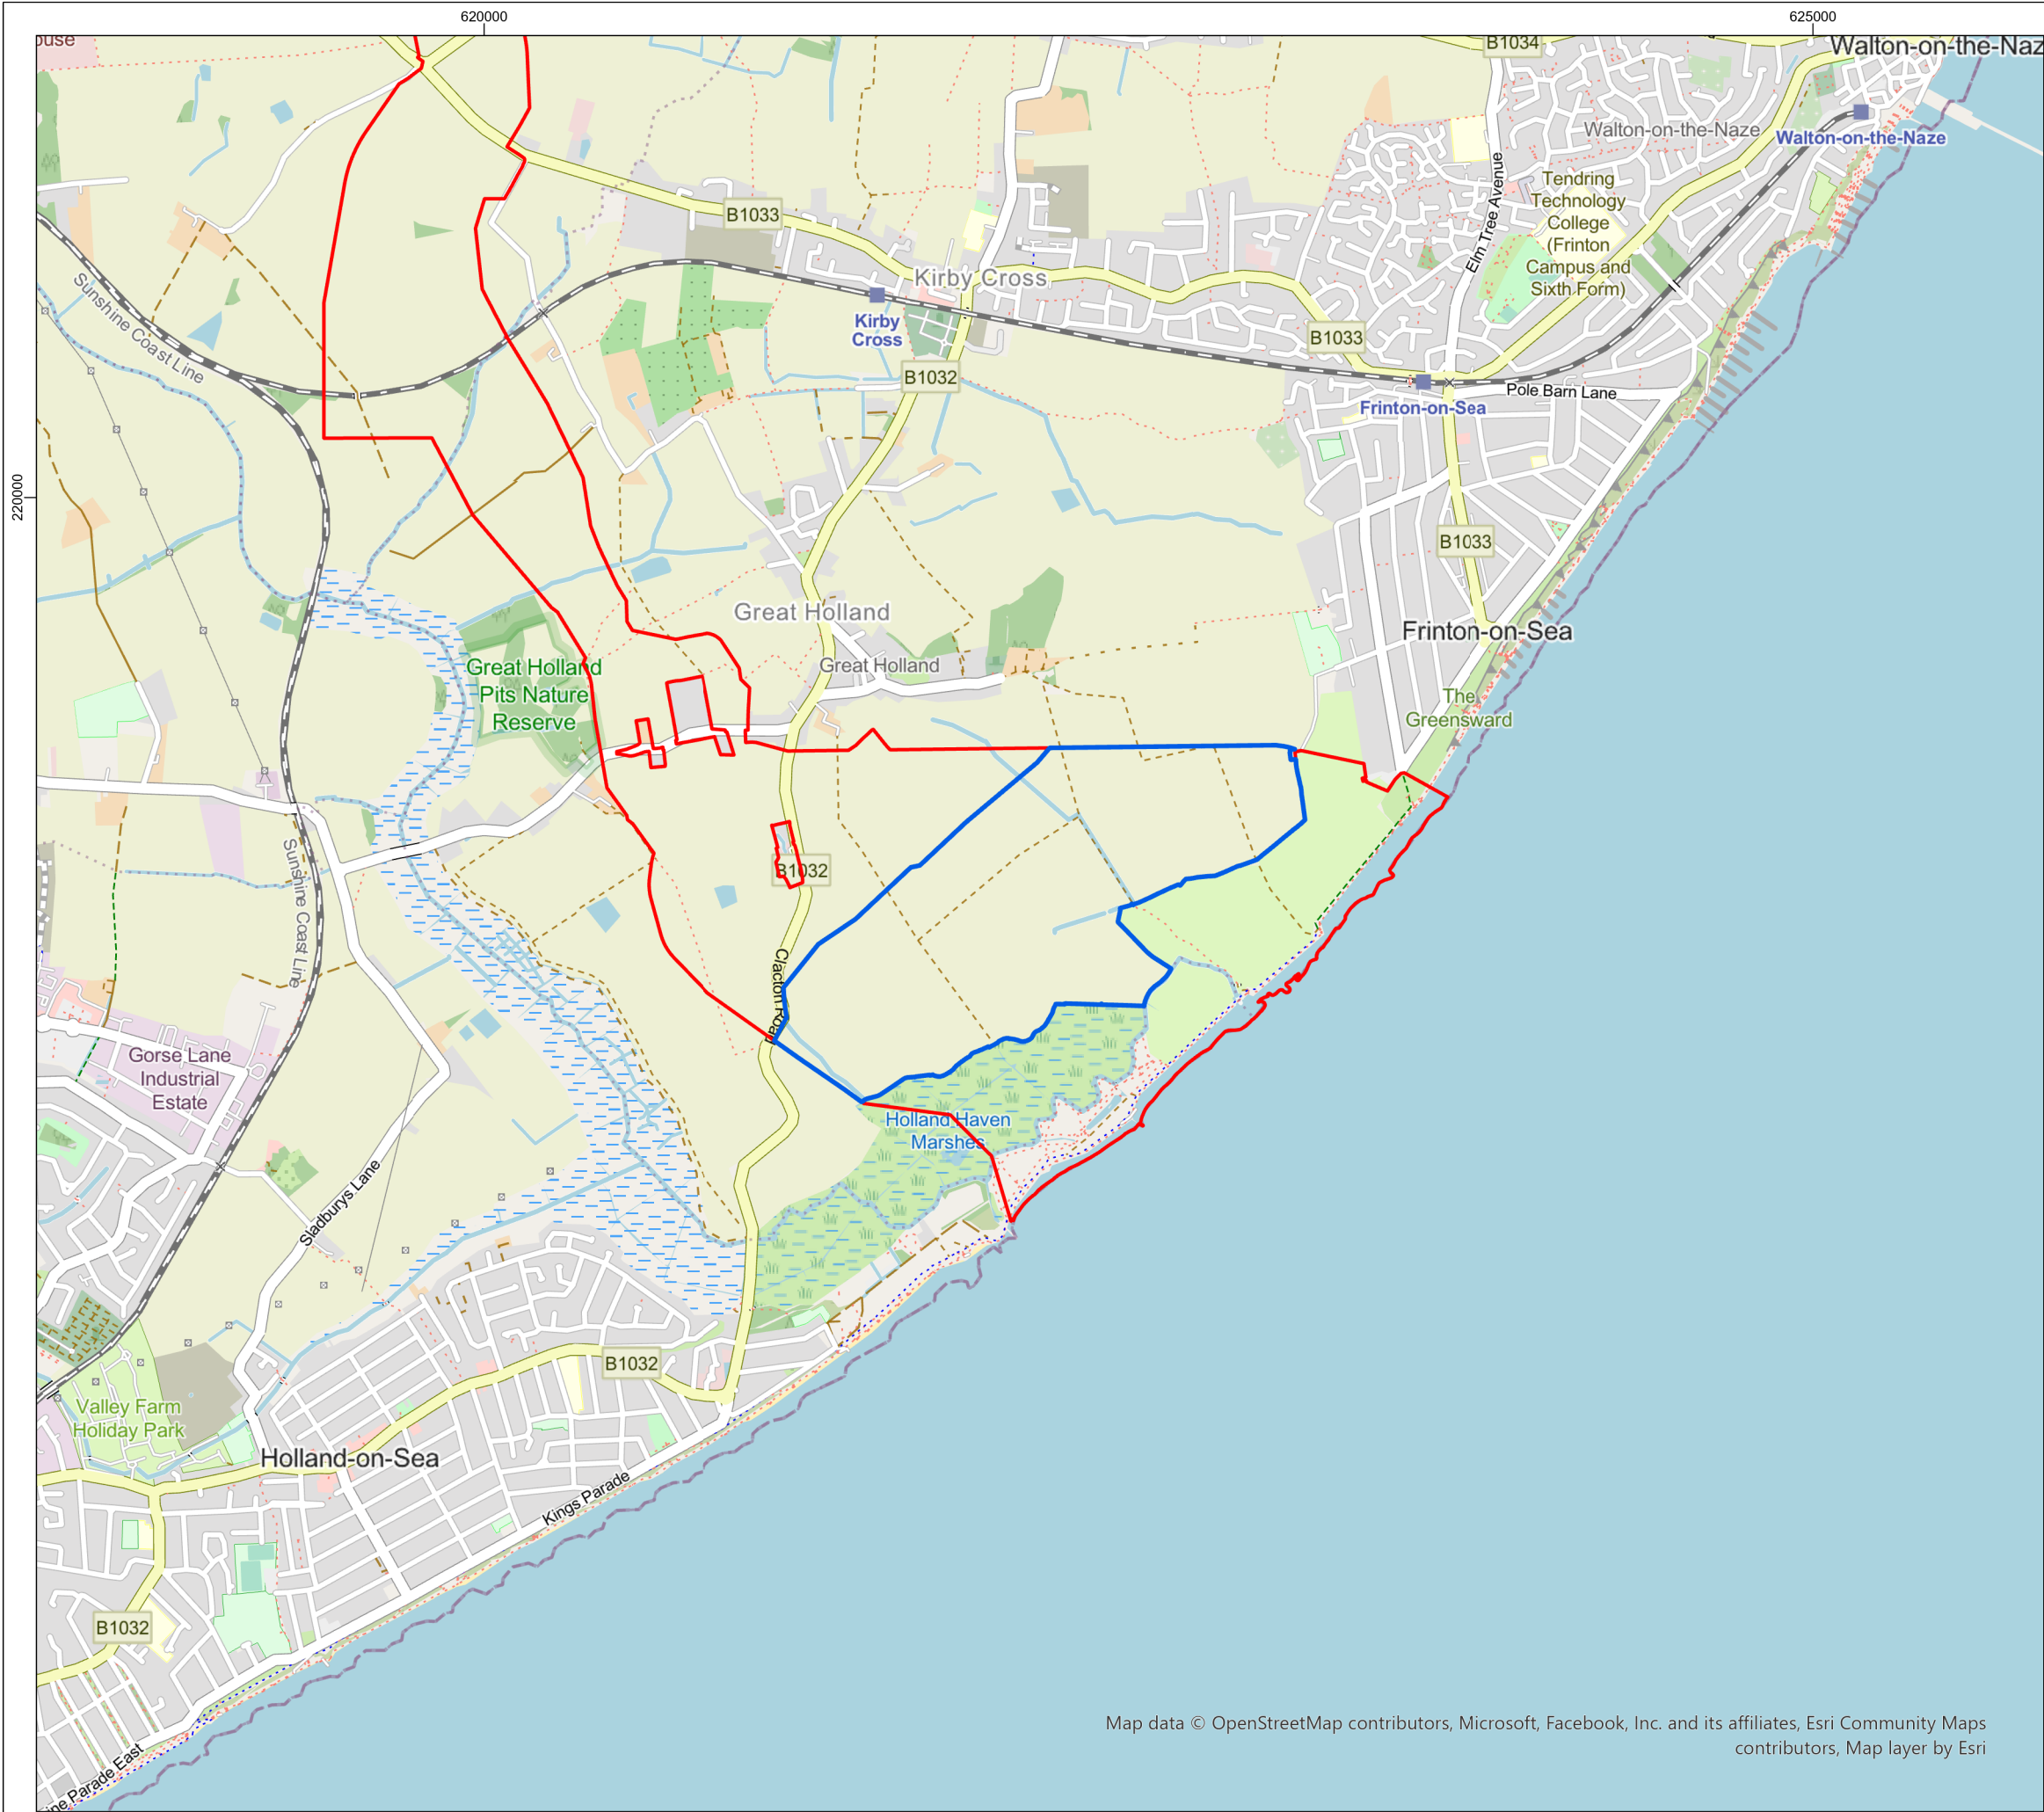 620000
625000
B1034
Walton-on-the-Naz
Walton-on-the-Naze
Walton-on-the-Naze
Elm Tree Avenue
Tendring
Technology
College
(Frinton
Campus and
Sixth Form)
B1033
Kirby Cross
Sunshine Coast Line
Kirby
Cross
B1033
B1032
Pole Barn Lane
Frinton-on-Sea
220000
B1033
Great Holland
Frinton-on-Sea
Great Holland
Pits Nature
Reserve
Great Holland
The
Greensward
B1032
Sunshine Coast Line
Clacton Road
Gorse Lane
Industrial
Estate
Holland Haven
Marshes
Sladburys Lane
B1032
Valley Farm
Holiday Park
Holland-on-Sea
Kings Parade
B1032
ine Parade East
Map data © OpenStreetMap contributors, Microsoft, Facebook, Inc. and its affiliates, Esri Community Maps
contributors, Map layer by Esri